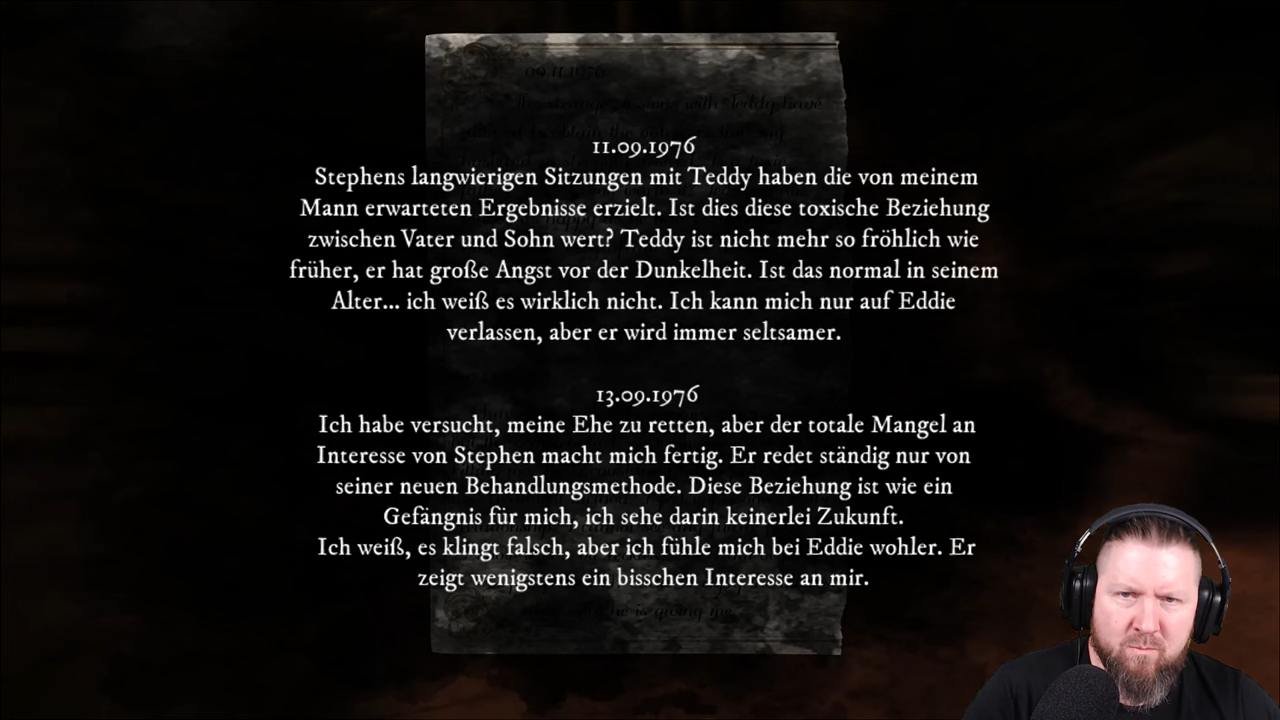 11.09.1976
Stephens langwierigen Sitzungen mit Teddy haben die von meinem
Mann erwarteten Ergebnisse erzielt. Ist dies diese toxische Beziehung
zwischen Vater und Sohn wert? Teddy ist nicht mehr so fröhlich wie
früher, er hat große Angst vor der Dunkelheit. Ist das normal in seinem
Alter... ich weiß es wirklich nicht. Ich kann mich nur auf Eddie
verlassen, aber er wird immer seltsamer.
13.09.1976
Ich habe versucht, meine Ehe zu retten, aber der totale Mangel an
Interesse von Stephen macht mich fertig. Er redet ständig nur von
seiner neuen Behandlungsmethode. Diese Beziehung ist wie ein
Gefängnis für mich, ich sehe darin keinerlei Zukunft.
Ich weiß, es klingt falsch, aber ich fühle mich bei Eddie wohler. Er
zeigt wenigstens ein bisschen Interesse an mir.